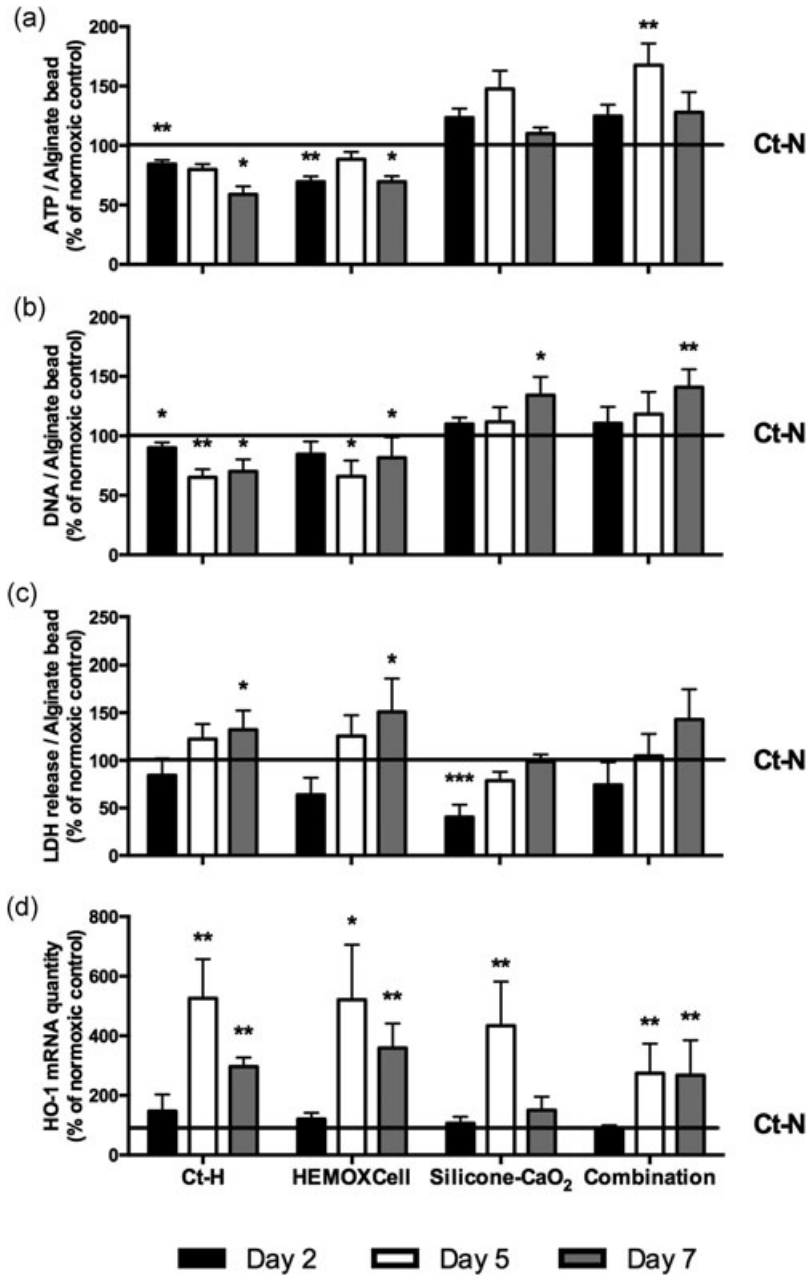 (a)
ATP / Alginate bead
(% of normoxic control)
200
150
100
50
0
**
*
**
*
**
Ct-N
(b)
DNA / Alginate bead
(% of normoxic control)
200
150
100
50
0
*
**
*
*
*
*
**
Ct-N
(c)
LDH release / Alginate bead
(% of normoxic control)
250
200
150
100
50
0
*
*
***
Ct-N
(d)
HO-1 mRNA quantity
(% of normoxic control)
800
600
400
200
0
**
**
*
**
**
**
**
Ct-N
Ct-H HEMOXCell Silicone-CaO₂ Combination
Day 2 Day 5 Day 7